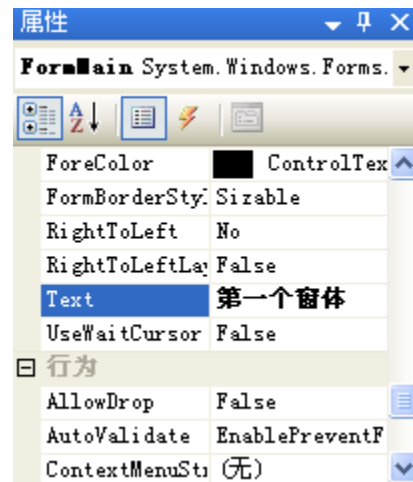 属性
FormMain System.Windows.Forms.
ForeColor ControlTex
FormBorderSty Sizable
RightToLeft No
RightToLeftLay False
Text 第一个窗体
UseWaitCursor False
行为
AllowDrop False
AutoValidate EnablePreventF
ContextMenuSt (无)